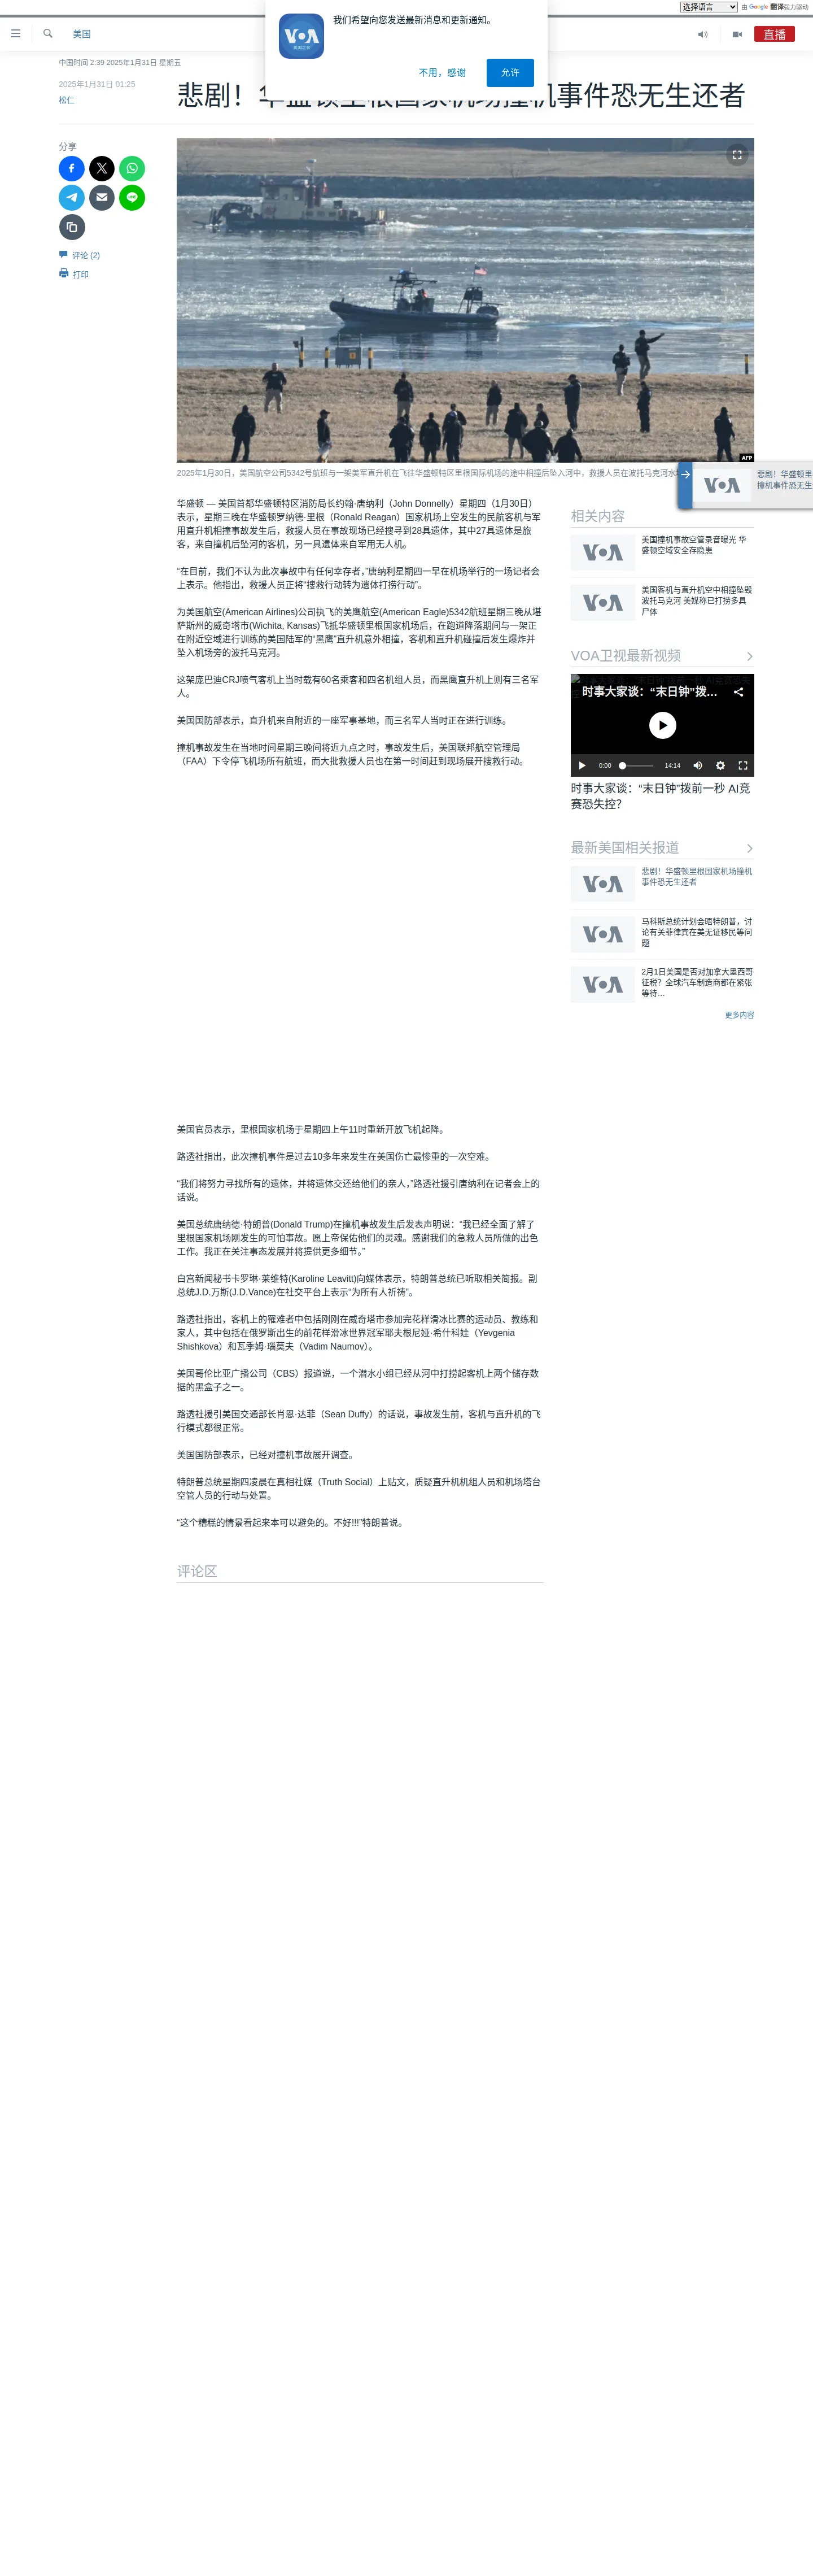 选择语言
由 Google 翻译强力驱动
我们希望向您发送最新消息和更新通知。
VOA
美国之音
不用，感谢
允许
美国
直播
中国时间 2:39 2025年1月31日 星期五
2025年1月31日 01:25
松仁
悲剧！华盛顿里根国家机场撞机事件恐无生还者
分享
评论 (2)
打印
AFP
2025年1月30日，美国航空公司5342号航班与一架美军直升机在飞往华盛顿特区里根国际机场的途中相撞后坠入河中，救援人员在波托马克河水
VOA
悲剧！华盛顿里
撞机事件恐无生
华盛顿 — 美国首都华盛顿特区消防局长约翰·唐纳利（John Donnelly）星期四（1月30日）
表示，星期三晚在华盛顿罗纳德·里根（Ronald Reagan）国家机场上空发生的民航客机与军
用直升机相撞事故发生后，救援人员在事故现场已经搜寻到28具遗体，其中27具遗体是旅
客，来自撞机后坠河的客机，另一具遗体来自军用无人机。
“在目前，我们不认为此次事故中有任何幸存者，”唐纳利星期四一早在机场举行的一场记者会
上表示。他指出，救援人员正将“搜救行动转为遗体打捞行动”。
为美国航空(American Airlines)公司执飞的美鹰航空(American Eagle)5342航班星期三晚从堪
萨斯州的威奇塔市(Wichita, Kansas)飞抵华盛顿里根国家机场后，在跑道降落期间与一架正
在附近空域进行训练的美国陆军的“黑鹰”直升机意外相撞，客机和直升机碰撞后发生爆炸并
坠入机场旁的波托马克河。
这架庞巴迪CRJ喷气客机上当时载有60名乘客和四名机组人员，而黑鹰直升机上则有三名军
人。
美国国防部表示，直升机来自附近的一座军事基地，而三名军人当时正在进行训练。
撞机事故发生在当地时间星期三晚间将近九点之时，事故发生后，美国联邦航空管理局
（FAA）下令停飞机场所有航班，而大批救援人员也在第一时间赶到现场展开搜救行动。
美国官员表示，里根国家机场于星期四上午11时重新开放飞机起降。
路透社指出，此次撞机事件是过去10多年来发生在美国伤亡最惨重的一次空难。
“我们将努力寻找所有的遗体，并将遗体交还给他们的亲人，”路透社援引唐纳利在记者会上的
话说。
美国总统唐纳德·特朗普(Donald Trump)在撞机事故发生后发表声明说：“我已经全面了解了
里根国家机场刚发生的可怕事故。愿上帝保佑他们的灵魂。感谢我们的急救人员所做的出色
工作。我正在关注事态发展并将提供更多细节。”
白宫新闻秘书卡罗琳·莱维特(Karoline Leavitt)向媒体表示，特朗普总统已听取相关简报。副
总统J.D.万斯(J.D.Vance)在社交平台上表示“为所有人祈祷”。
路透社指出，客机上的罹难者中包括刚刚在威奇塔市参加完花样滑冰比赛的运动员、教练和
家人，其中包括在俄罗斯出生的前花样滑冰世界冠军耶夫根尼娅·希什科娃（Yevgenia
Shishkova）和瓦季姆·瑙莫夫（Vadim Naumov）。
美国哥伦比亚广播公司（CBS）报道说，一个潜水小组已经从河中打捞起客机上两个储存数
据的黑盒子之一。
路透社援引美国交通部长肖恩·达菲（Sean Duffy）的话说，事故发生前，客机与直升机的飞
行模式都很正常。
美国国防部表示，已经对撞机事故展开调查。
特朗普总统星期四凌晨在真相社媒（Truth Social）上贴文，质疑直升机机组人员和机场塔台
空管人员的行动与处置。
“这个糟糕的情景看起来本可以避免的。不好!!!”特朗普说。
评论区
相关内容
VOA
美国撞机事故空管录音曝光 华
盛顿空域安全存隐患
VOA
美国客机与直升机空中相撞坠毁
波托马克河 美媒称已打捞多具
尸体
VOA卫视最新视频
时事大家谈：“末日钟”拨…
0:00
14:14
时事大家谈：“末日钟”拨前一秒 AI竞
赛恐失控？
最新美国相关报道
VOA
悲剧！华盛顿里根国家机场撞机
事件恐无生还者
VOA
马科斯总统计划会晤特朗普，讨
论有关菲律宾在美无证移民等问
题
VOA
2月1日美国是否对加拿大墨西哥
征税？全球汽车制造商都在紧张
等待…
更多内容